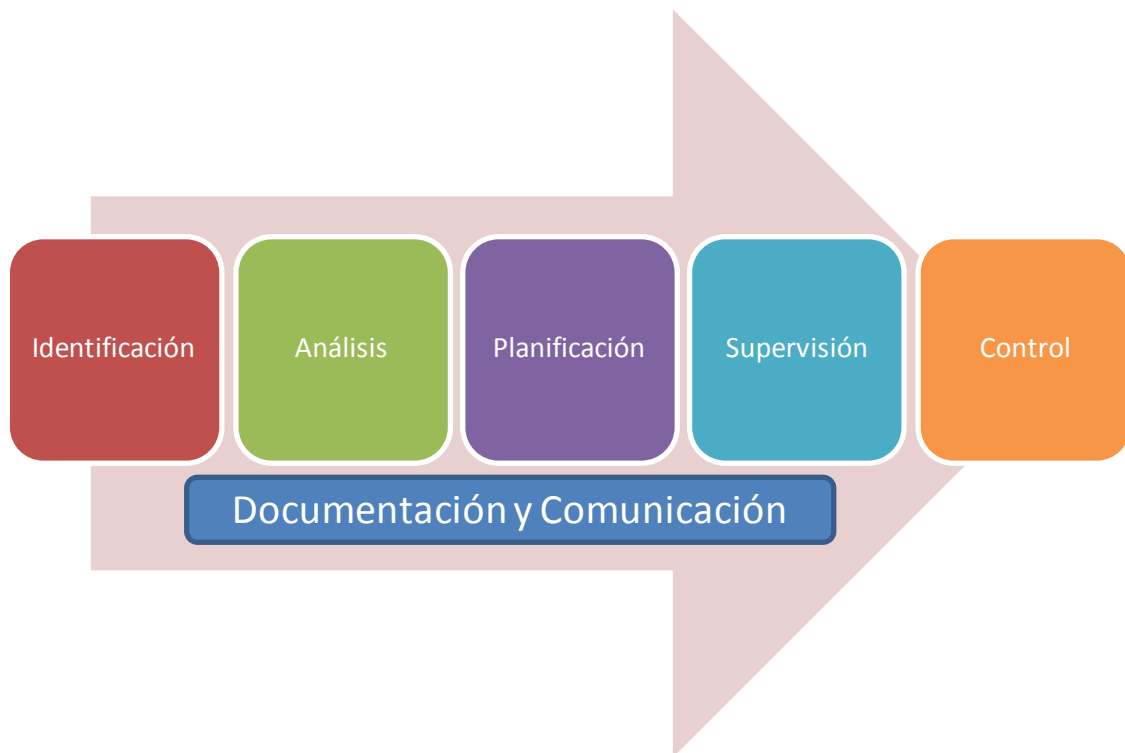 Identificación
Análisis
Planificación
Supervisión
Control
Documentación y Comunicación